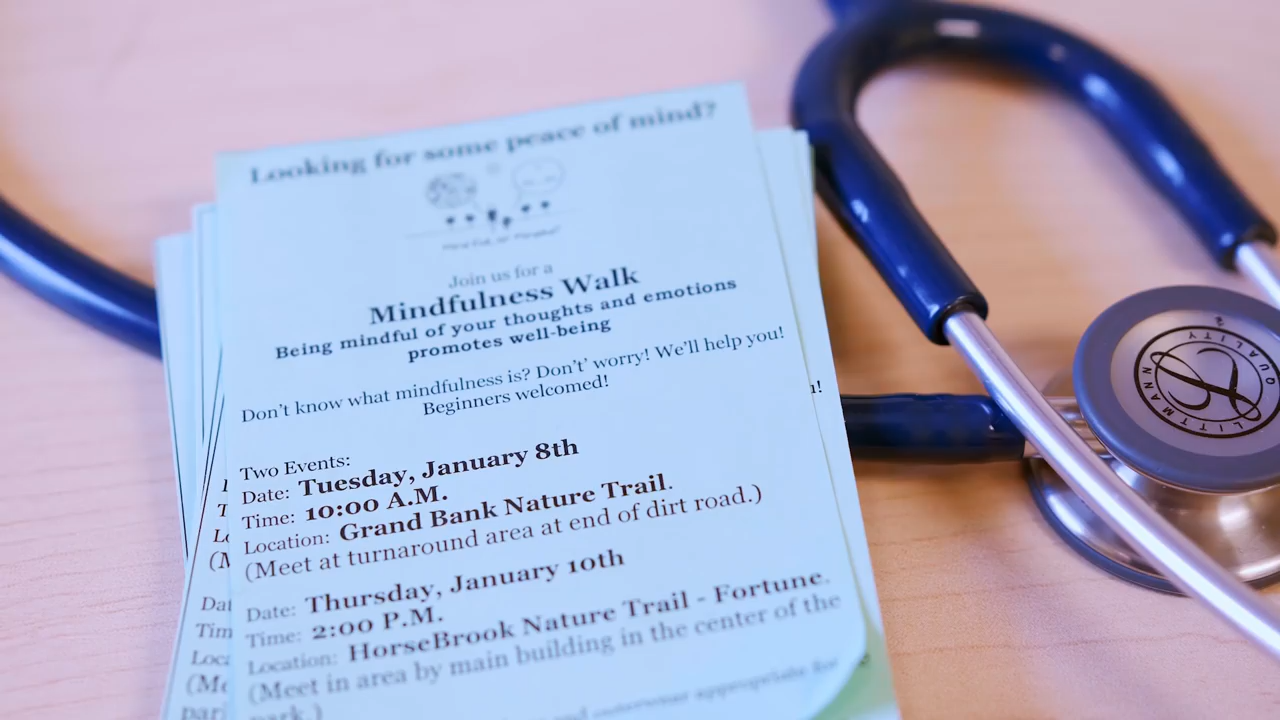 Looking for some peace of mind?
Join us for a
Mindfulness Walk
Being mindful of your thoughts and emotions
promotes well-being
Don't know what mindfulness is? Don't' worry! We'll help you!
Beginners welcomed!
Two Events:
Date: Tuesday, January 8th
Time: 10:00 A.M.
Location: Grand Bank Nature Trail.
(Meet at turnaround area at end of dirt road.)
Date: Thursday, January 10th
Time: 2:00 P.M.
Location: HorseBrook Nature Trail - Fortune.
(Meet in area by main building in the center of the
park.)
and outerwear appropriate for
LITTMANN
QUALITY